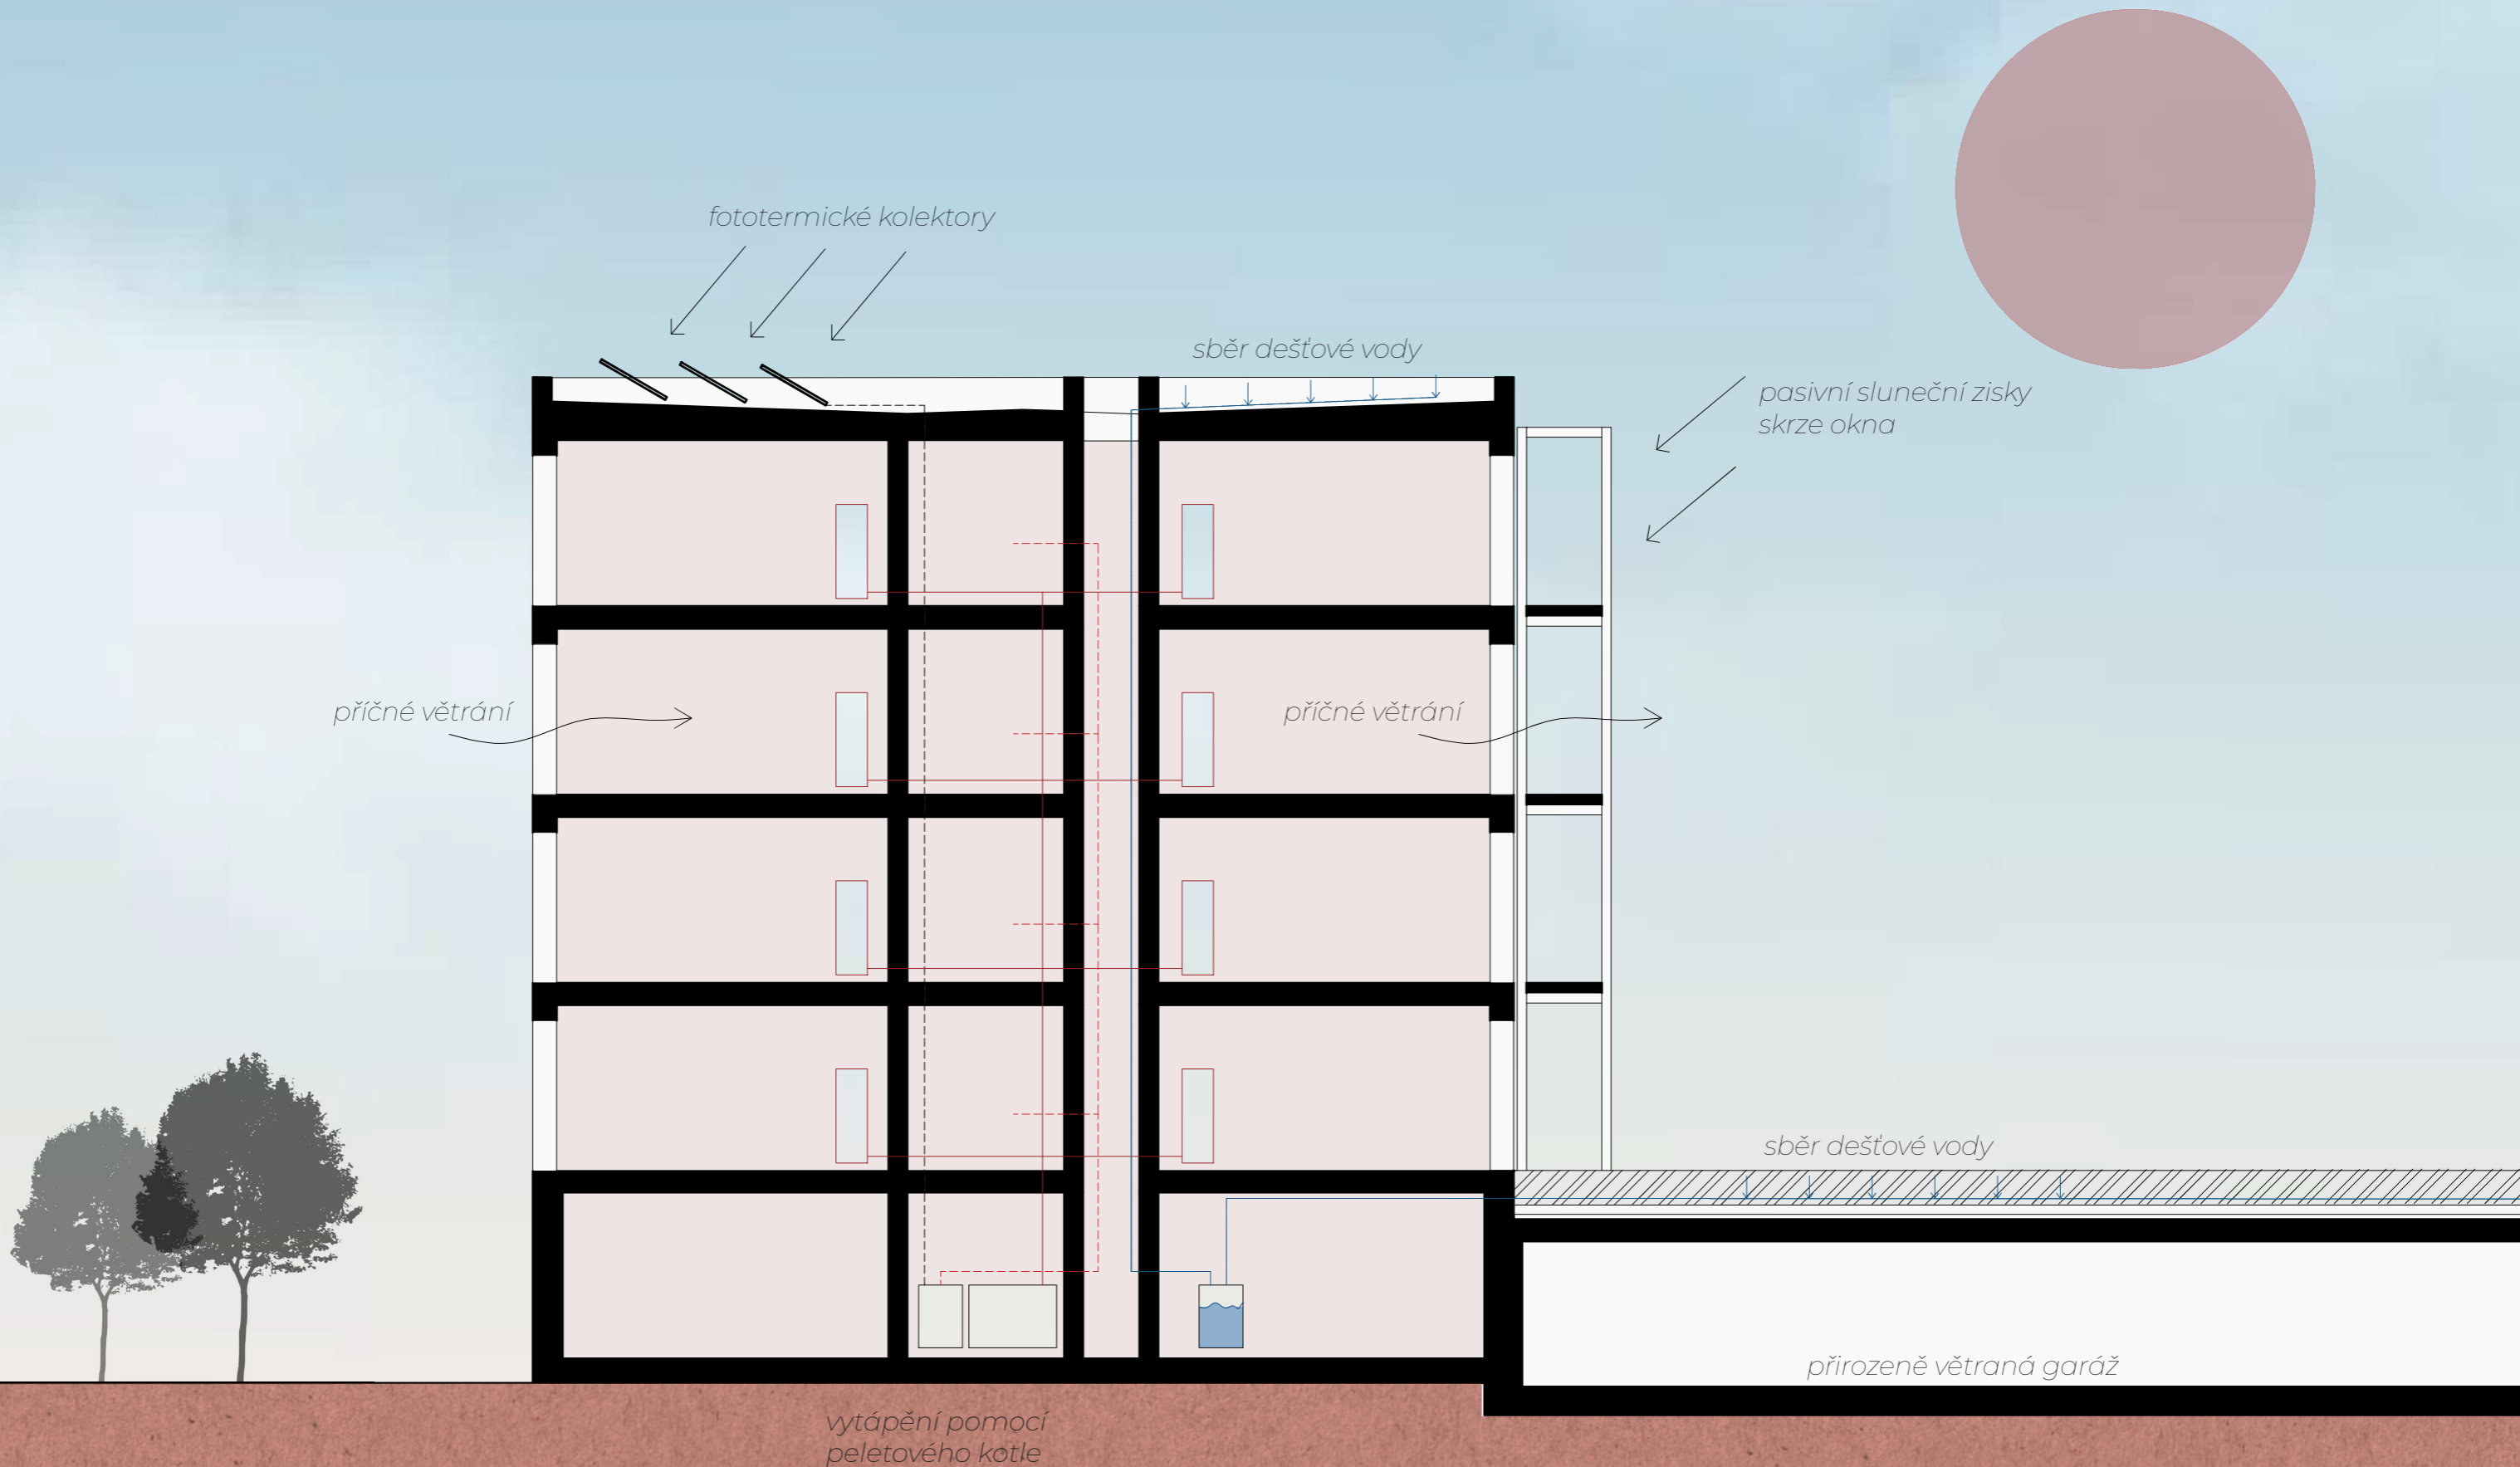 fototermické kolektory
sběr dešťové vody
pasivní sluneční zisky
skrze okna
příčné větrání
příčné větrání
sběr dešťové vody
přirozeně větraná garáž
vytápění pomocí
peletového kotle